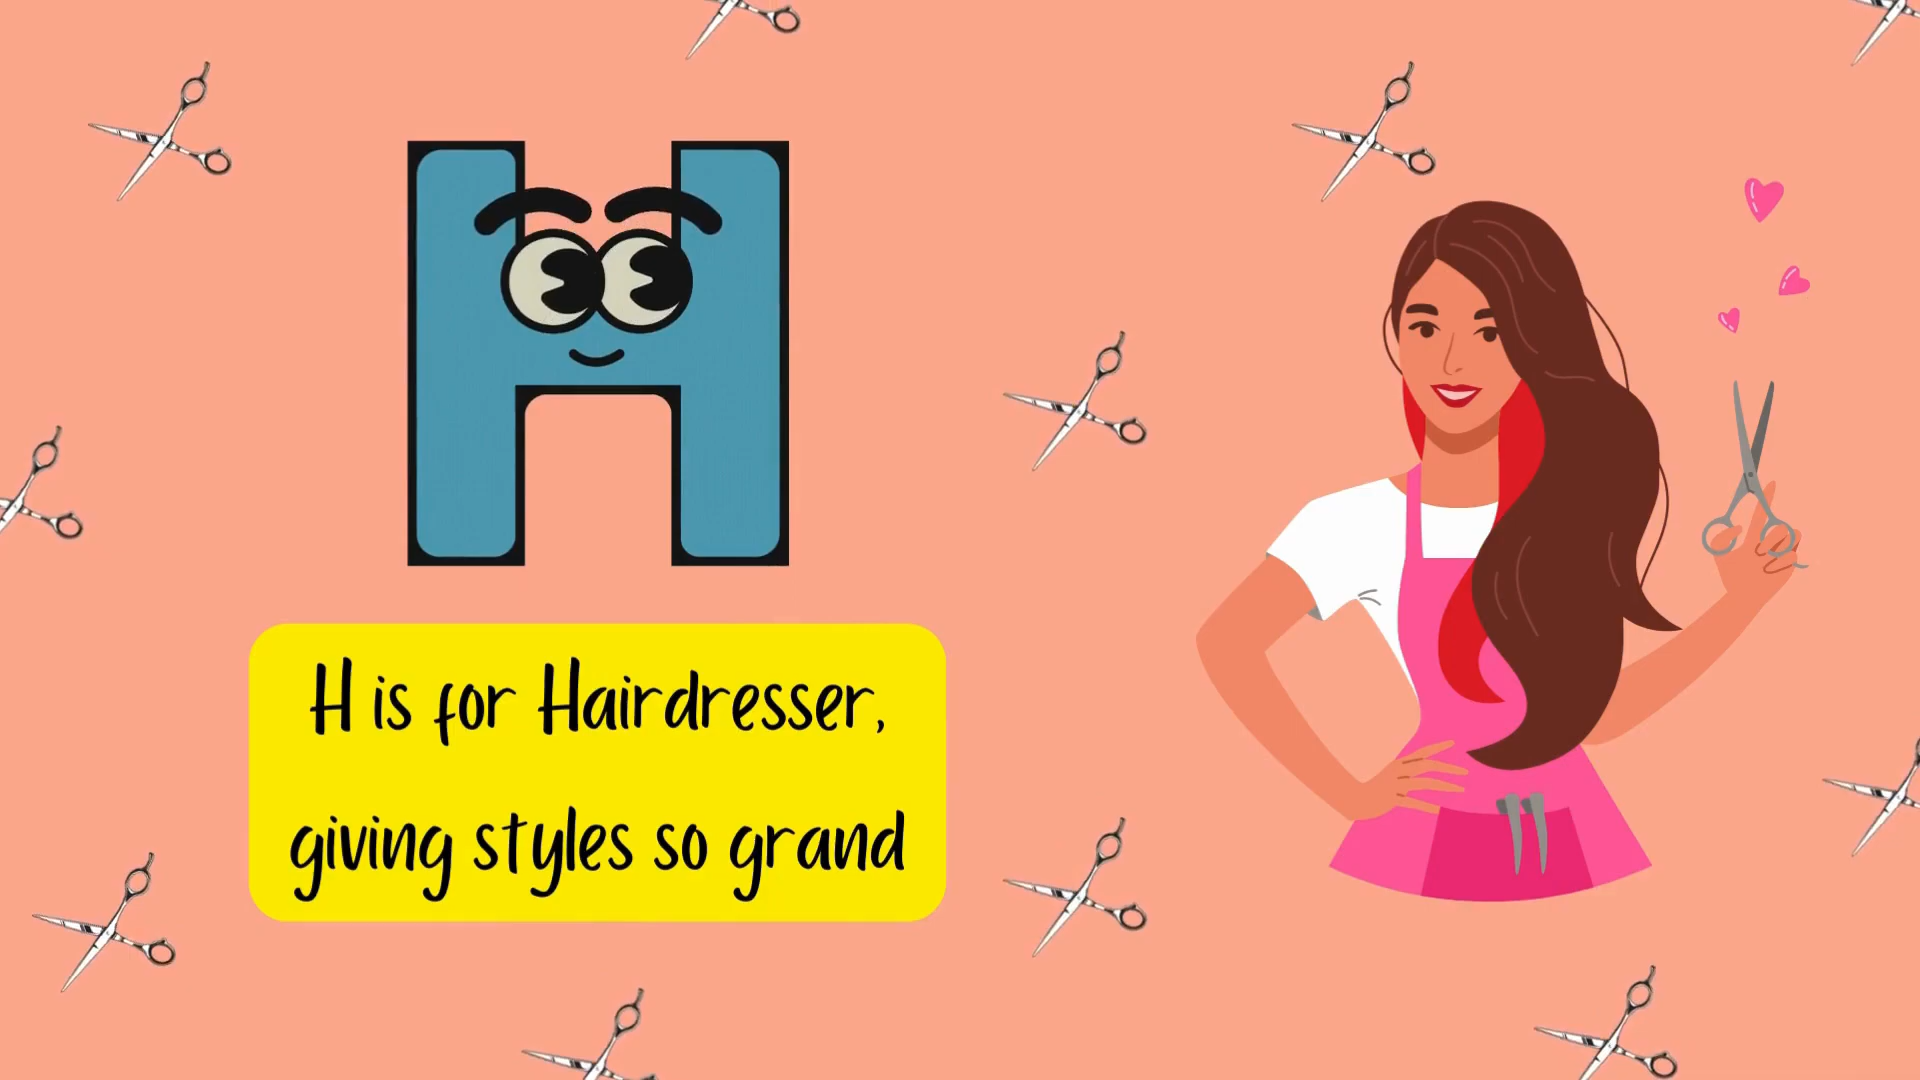 H
H is for Hairdresser,
giving styles so grand